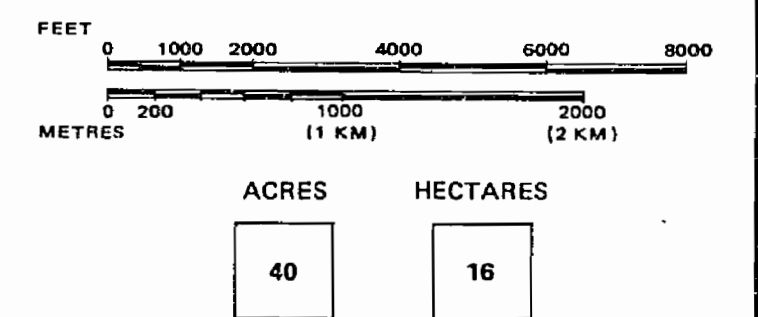 FEET
0 1000 2000 4000 6000 8000
0 200 1000 2000
METRES (1 KM) (2 KM)
ACRES HECTARES
40 16